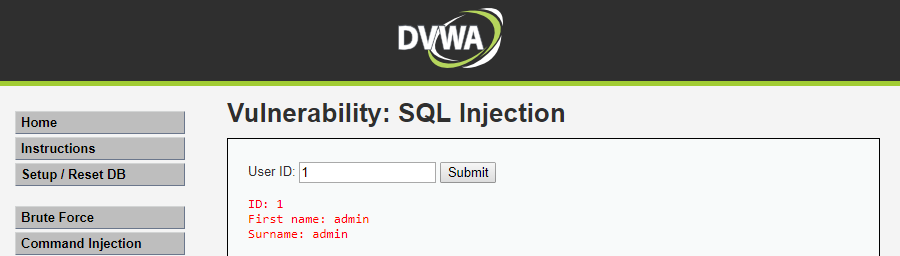 DVWA
Vulnerability: SQL Injection
Home
Instructions
Setup / Reset DB
Brute Force
Command Injection
User ID: 1 Submit
ID: 1
First name: admin
Surname: admin